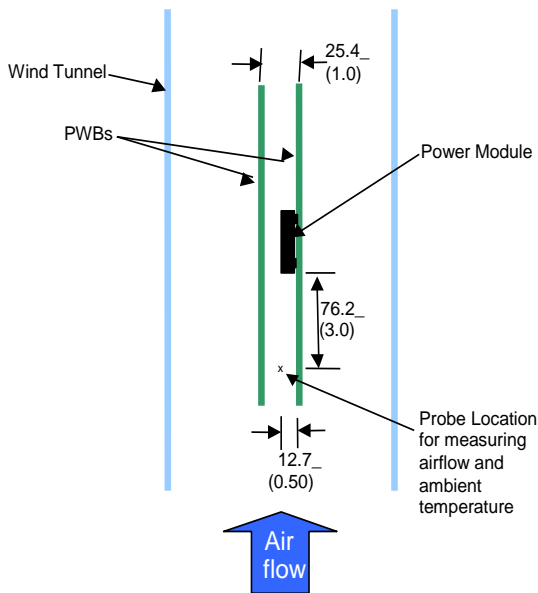 25.4_
(1.0)
Wind Tunnel
PWBs
Power Module
76.2_
(3.0)
x
Probe Location
for measuring
airflow and
ambient
temperature
12.7_
(0.50)
Air
flow